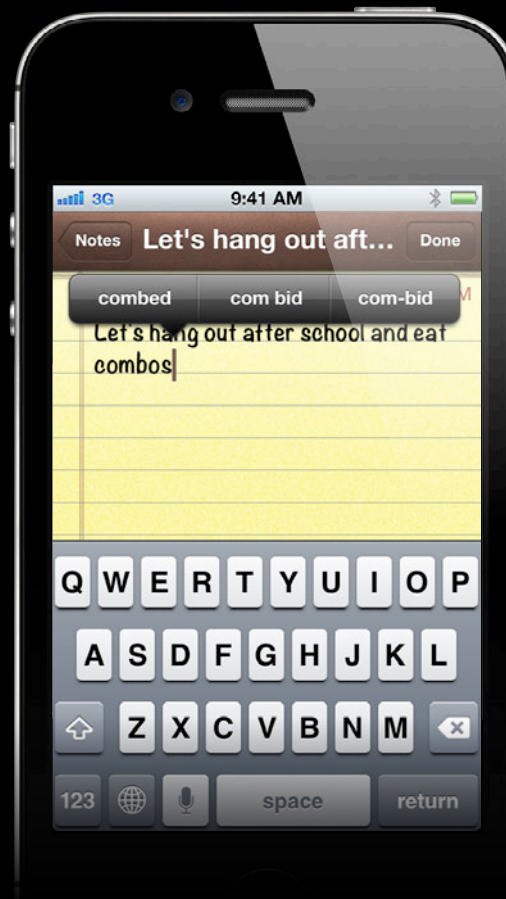 3G 9:41 AM
Notes Let's hang out aft... Done
combed com bid com-bid
M
Let's hang out after school and eat
combos
Q W E R T Y U I O P
A S D F G H J K L
Z X C V B N M
123 space return